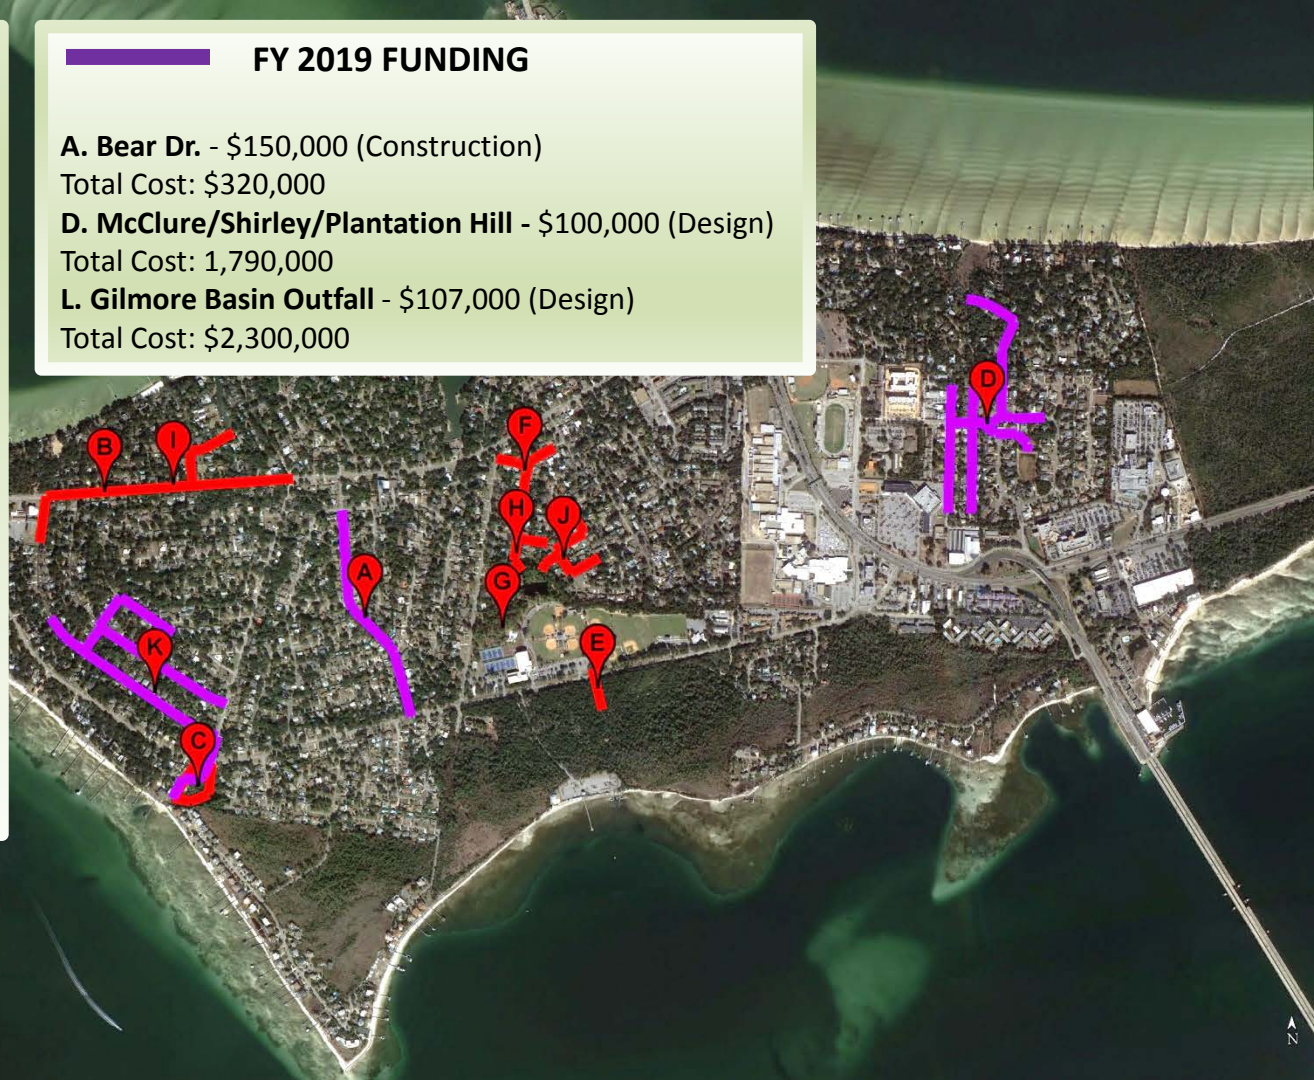 FY 2019 FUNDING
A. Bear Dr. - $150,000 (Construction)
Total Cost: $320,000
D. McClure/Shirley/Plantation Hill - $100,000 (Design)
Total Cost: 1,790,000
L. Gilmore Basin Outfall - $107,000 (Design)
Total Cost: $2,300,000
D
F
B
I
H
J
A
G
E
K
C
N